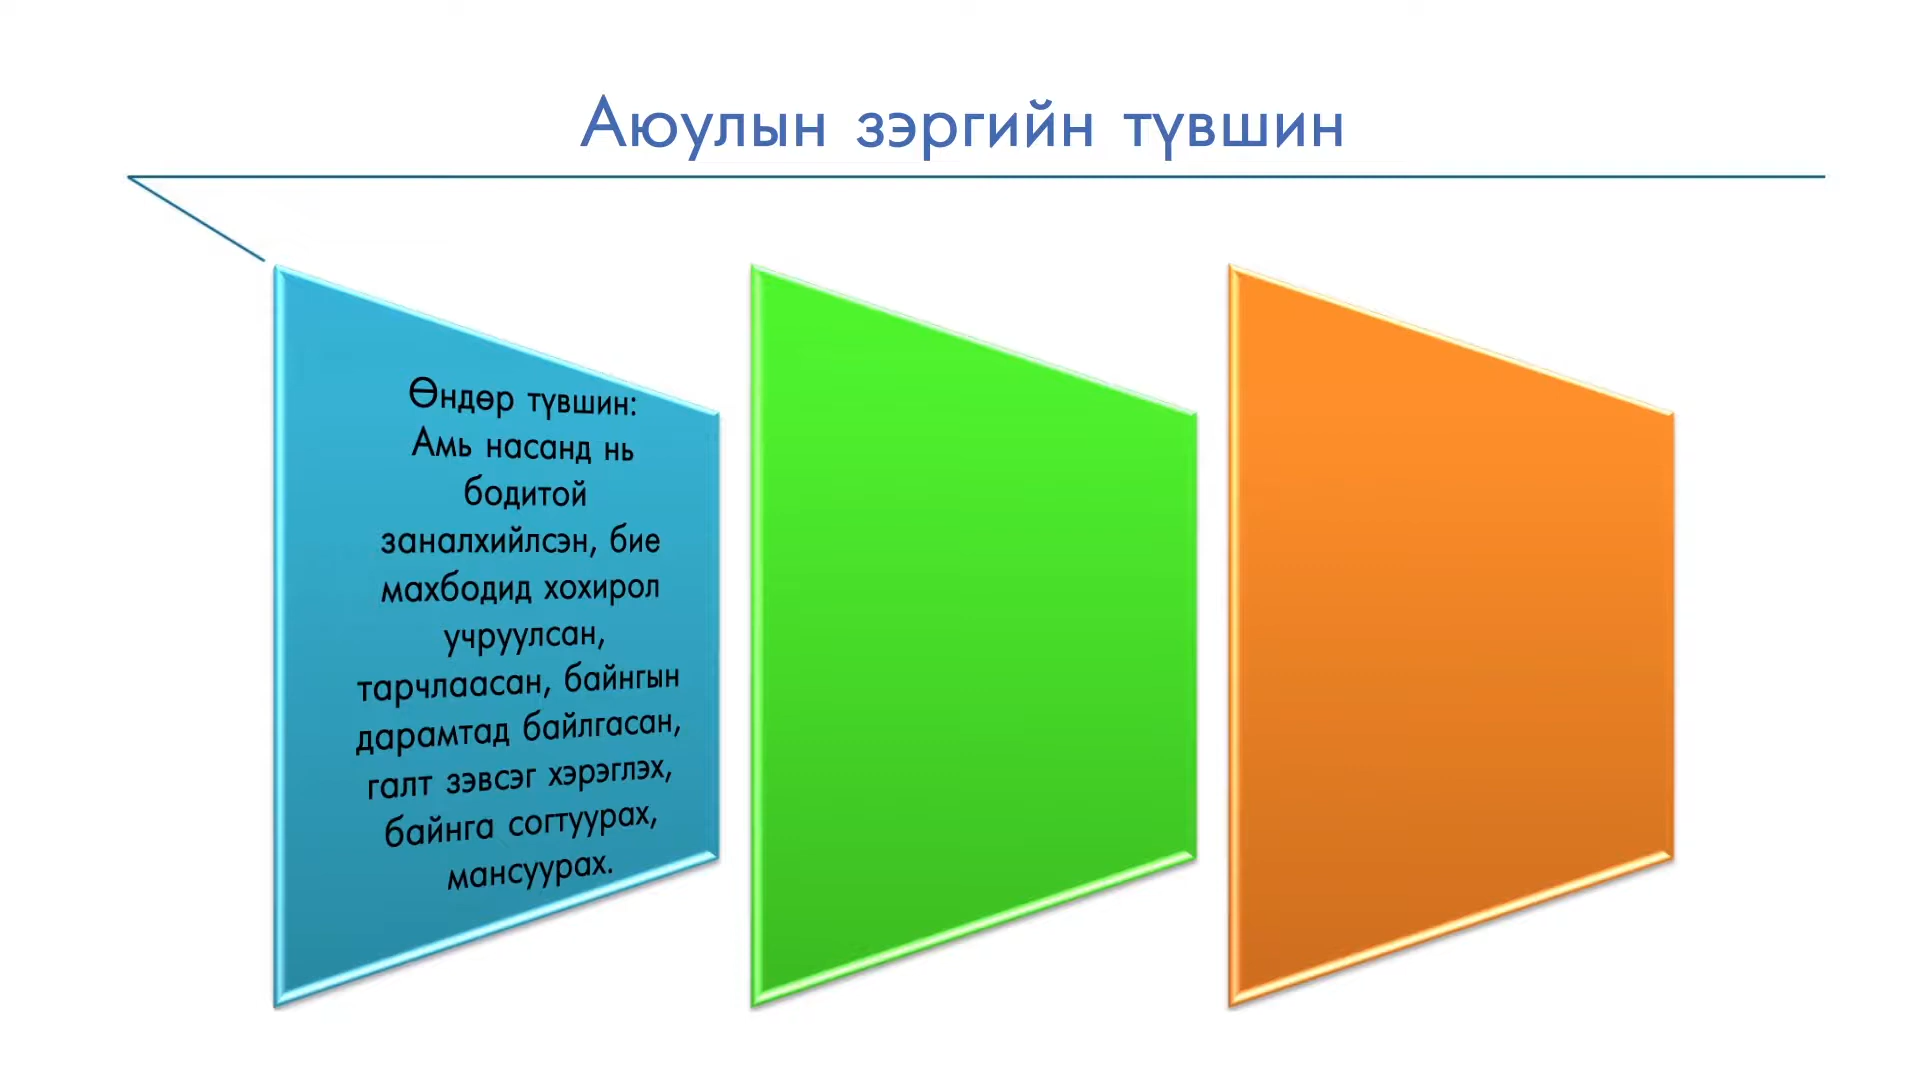 Аюулын зэргийн түвшин
Өндөр түвшин:
Амь насанд нь
бодитой
заналхийлсэн, бие
махбодид хохирол
учруулсан,
тарчлаасан, байнгын
дарамтад байлгасан,
галт зэвсэг хэрэглэх,
байнга согтуурах,
мансуурах.